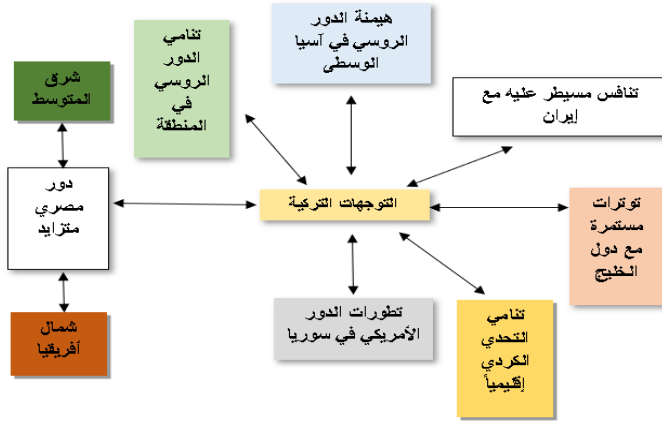 هيمنة الدور
الروسي في آسيا
الوسطى
تنامي
الدور
الروسي
في
المنطقة
شرق
المتوسط
تنافس مسيطر عليه مع
إيران
دور
مصري
متزايد
التوجهات التركية
توترات
مستمرة
مع دول
الخليج
تطورات الدور
الأمريكي في سوريا
تنامي
التحدي
الكردي
إقليمياً
شمال
أفريقيا